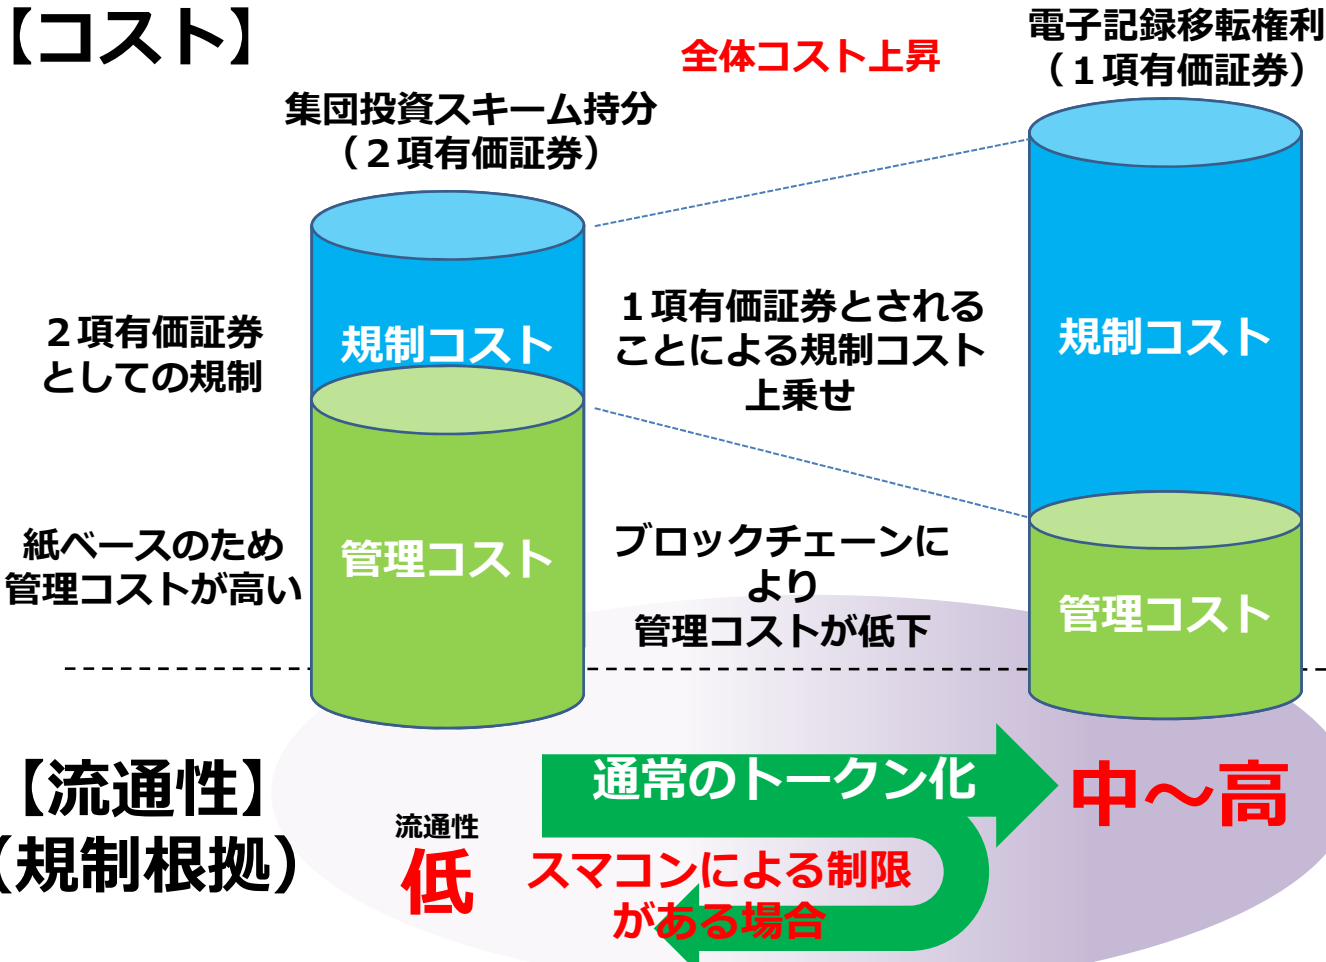 【コスト】
全体コスト上昇
電子記録移転権利
（１項有価証券）
集団投資スキーム持分
（２項有価証券）
２項有価証券
としての規制
規制コスト
１項有価証券とされる
ことによる規制コスト
上乗せ
規制コスト
紙ベースのため
管理コストが高い
管理コスト
ブロックチェーンに
より
管理コストが低下
管理コスト
【流通性】
（規制根拠）
流通性
低
通常のトークン化
中～高
スマコンによる制限
がある場合